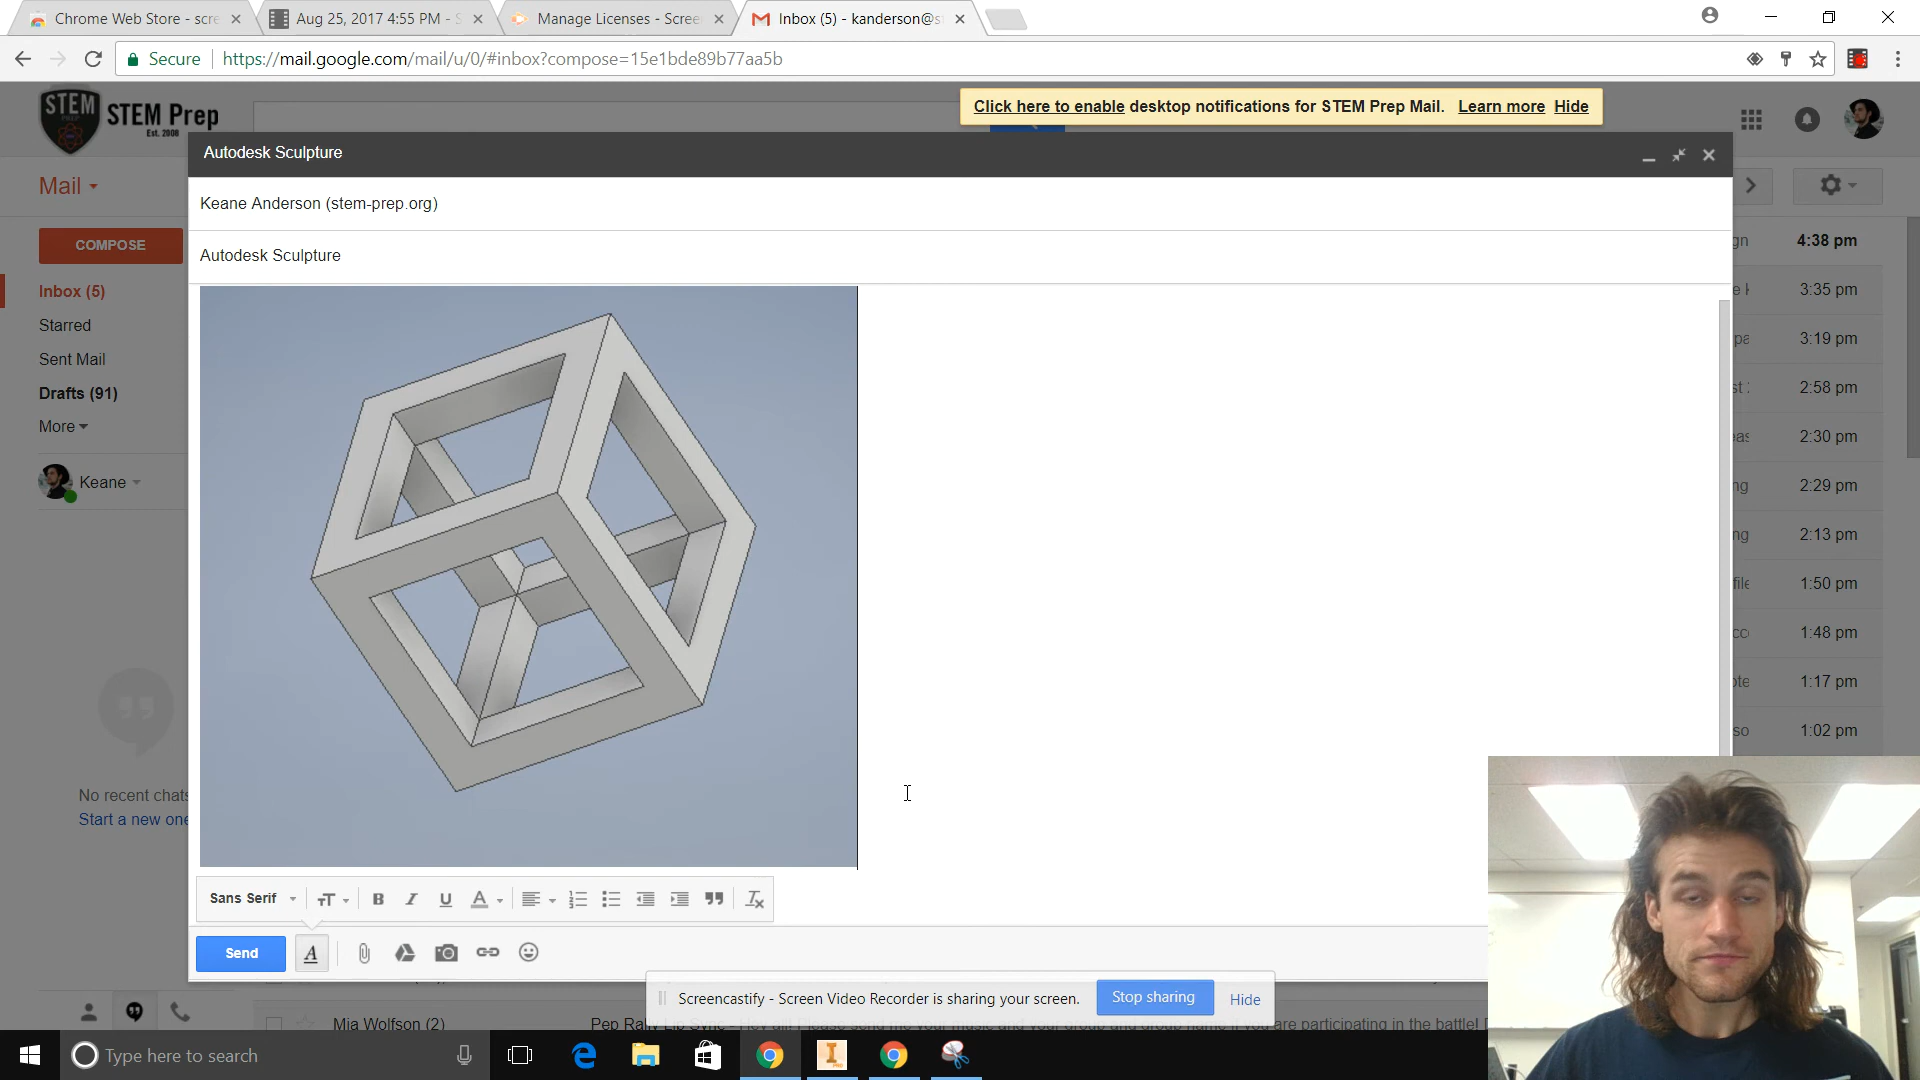 Chrome Web Store - scre
Aug 25, 2017 4:55 PM - S
Manage Licenses - Scree
Inbox (5) - kanderson@s
Secure
https://mail.google.com/mail/u/0/#inbox?compose=15e1bde89b77aa5b
STEM
STEM Prep
Est. 2008
Click here to enable desktop notifications for STEM Prep Mail. Learn more Hide
Autodesk Sculpture
Mail
Keane Anderson (stem-prep.org)
COMPOSE
4:38 pm
Autodesk Sculpture
Inbox (5)
3:35 pm
Starred
3:19 pm
Sent Mail
2:58 pm
Drafts (91)
More
2:30 pm
Keane
2:29 pm
2:13 pm
1:50 pm
1:48 pm
1:17 pm
1:02 pm
No recent chats
Start a new one
Sans Serif
Send
Screencastify - Screen Video Recorder is sharing your screen.
Stop sharing
Hide
Mia Wolfson (2)
Type here to search